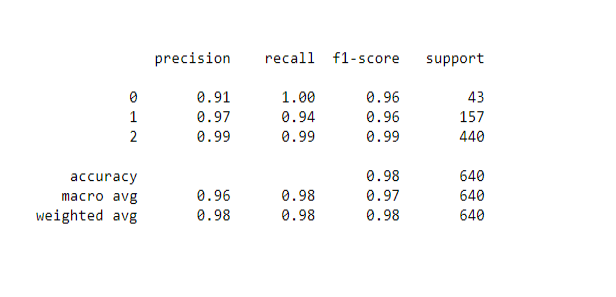 precision recall f1-score support
0 0.91 1.00 0.96 43
1 0.97 0.94 0.96 157
2 0.99 0.99 0.99 440
accuracy 0.98 640
macro avg 0.96 0.98 0.97 640
weighted avg 0.98 0.98 0.98 640